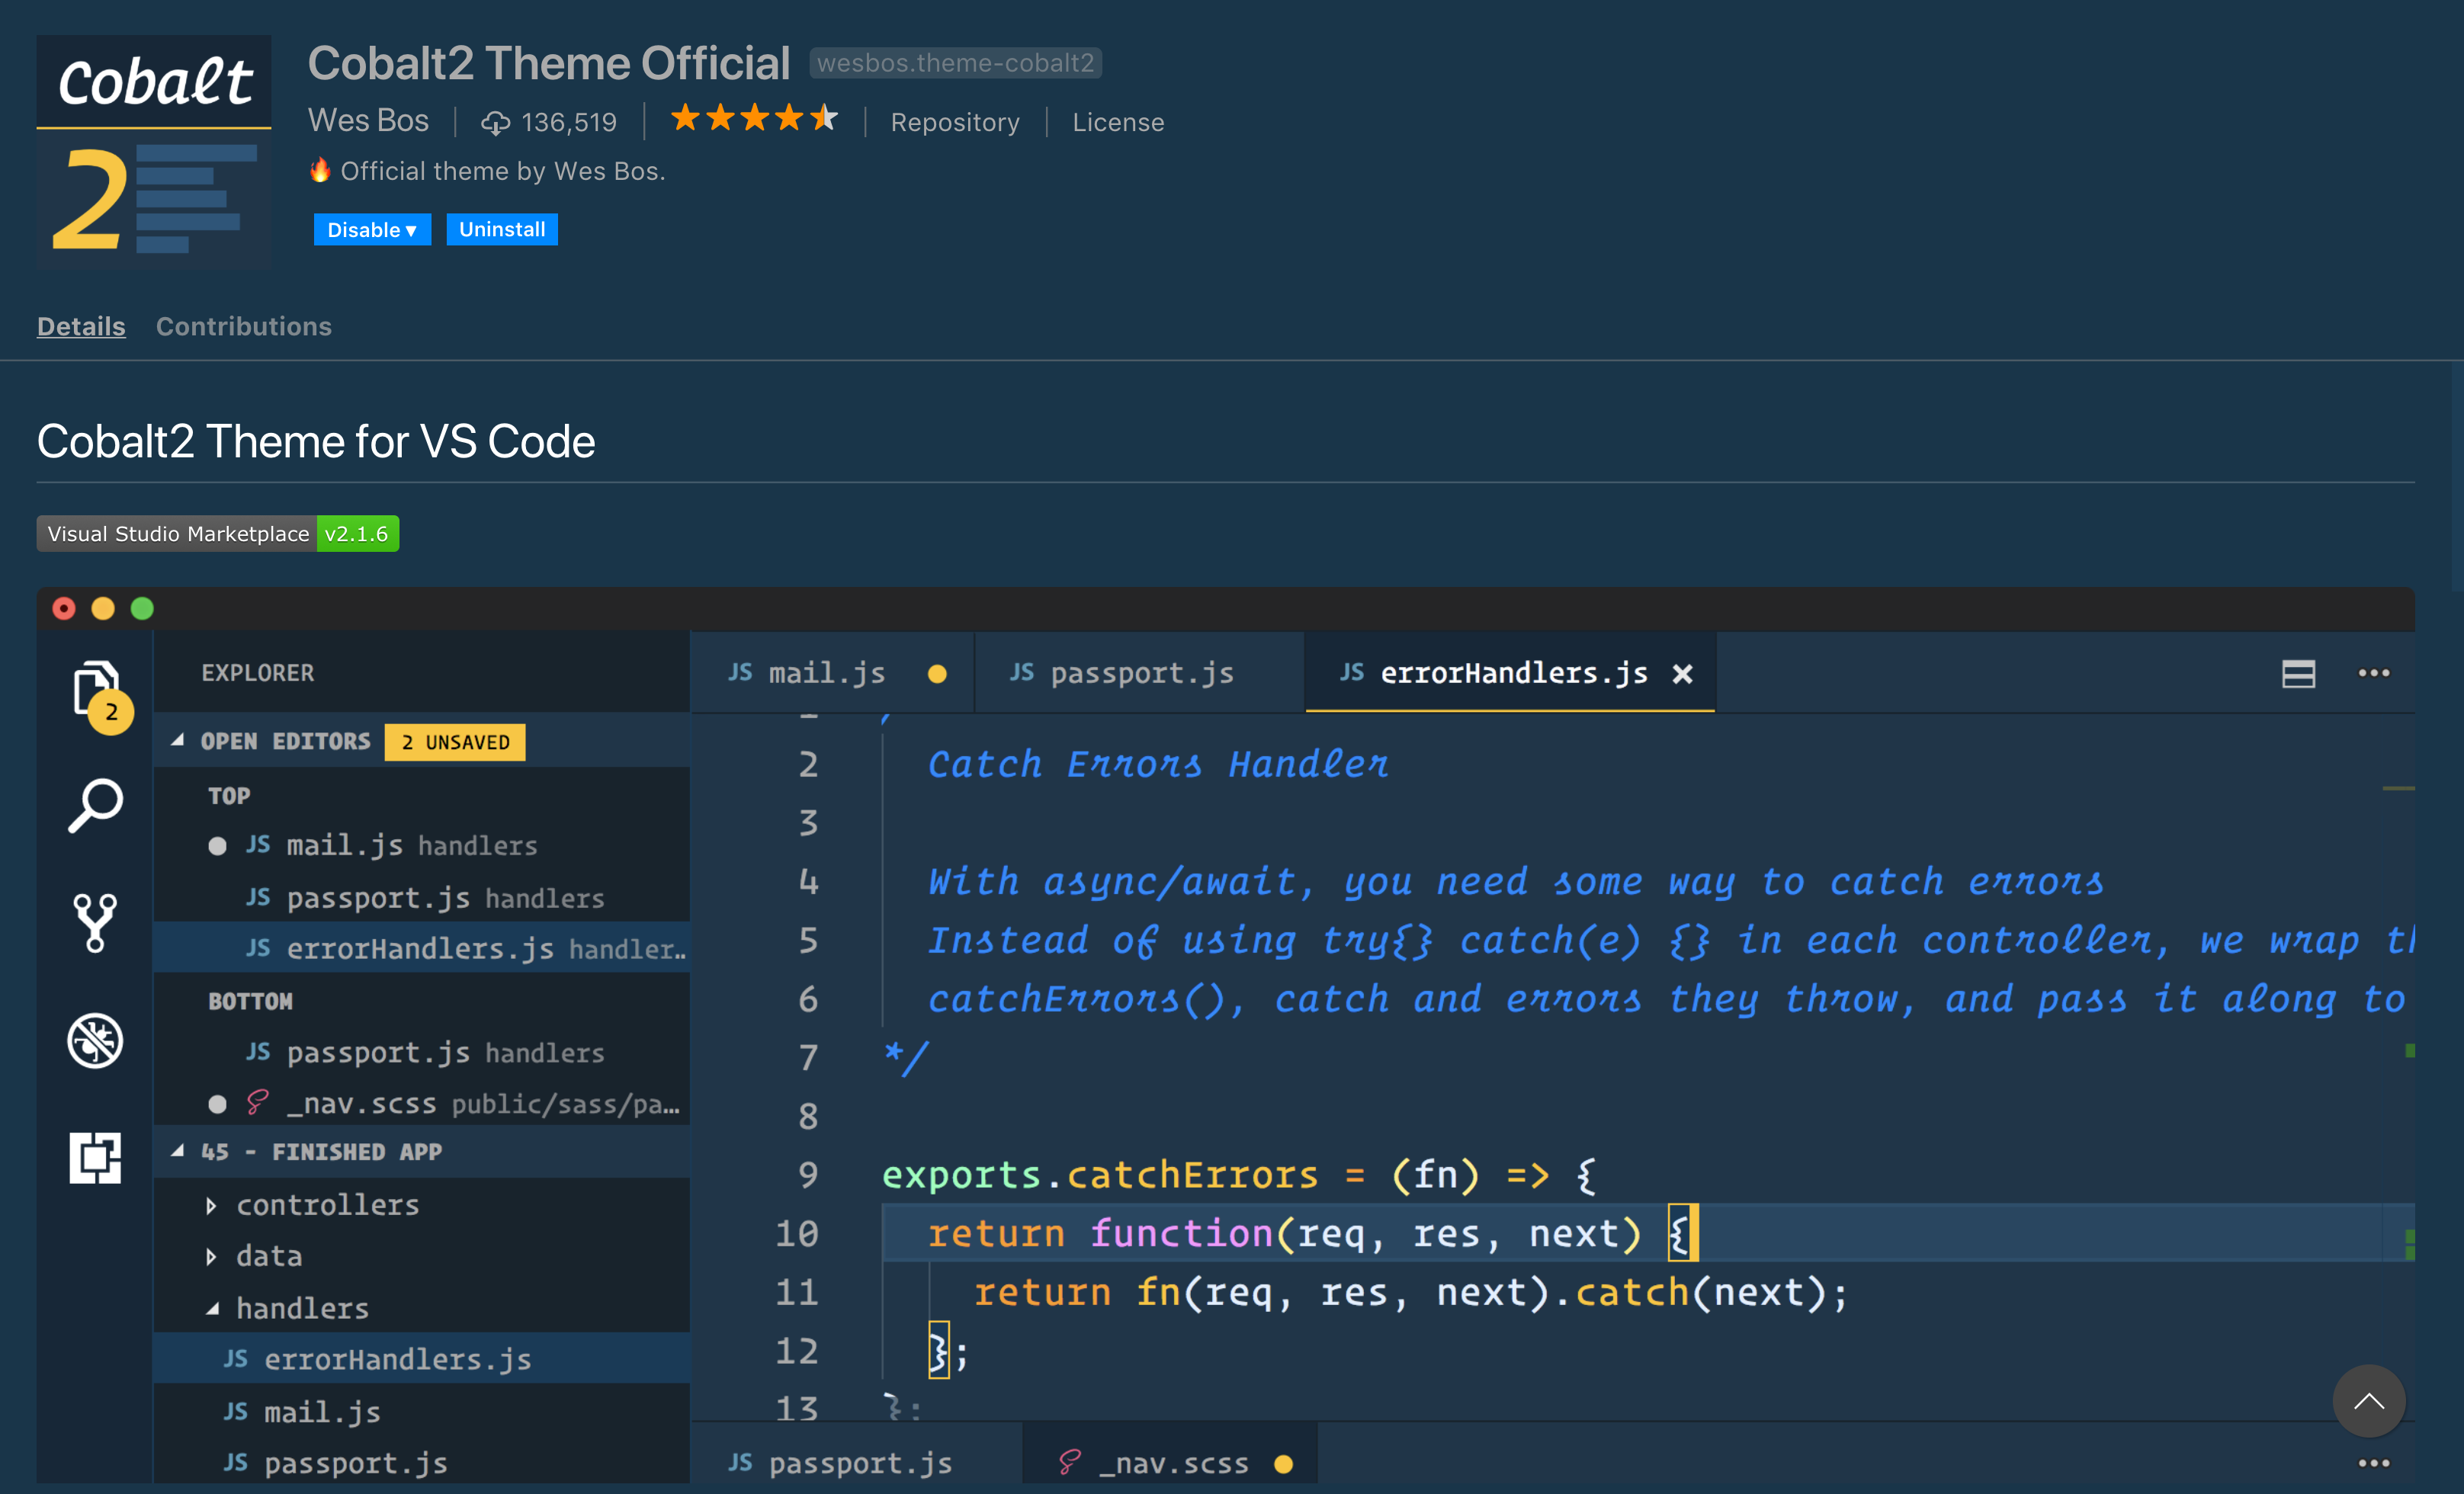 Cobalt
2
Cobalt2 Theme Official wesbos.theme-cobalt2
Wes Bos 136,519 Repository License
🔥 Official theme by Wes Bos.
Disable ▾ Uninstall
Details Contributions
Cobalt2 Theme for VS Code
Visual Studio Marketplace v2.1.6
2
EXPLORER
OPEN EDITORS 2 UNSAVED
TOP
JS mail.js handlers
JS passport.js handlers
JS errorHandlers.js handler…
BOTTOM
JS passport.js handlers
_nav.scss public/sass/pa…
45 - FINISHED APP
controllers
data
handlers
JS errorHandlers.js
JS mail.js
JS passport.js
JS mail.js JS passport.js JS errorHandlers.js ×
2 Catch Errors Handler
3
4 With async/await, you need some way to catch errors
5 Instead of using try{} catch(e) {} in each controller, we wrap
6 catchErrors(), catch and errors they throw, and pass it along to
7 */
8
9 exports.catchErrors = (fn) => {
10 return function(req, res, next) {
11 return fn(req, res, next).catch(next);
12 };
13 };
JS passport.js _nav.scss